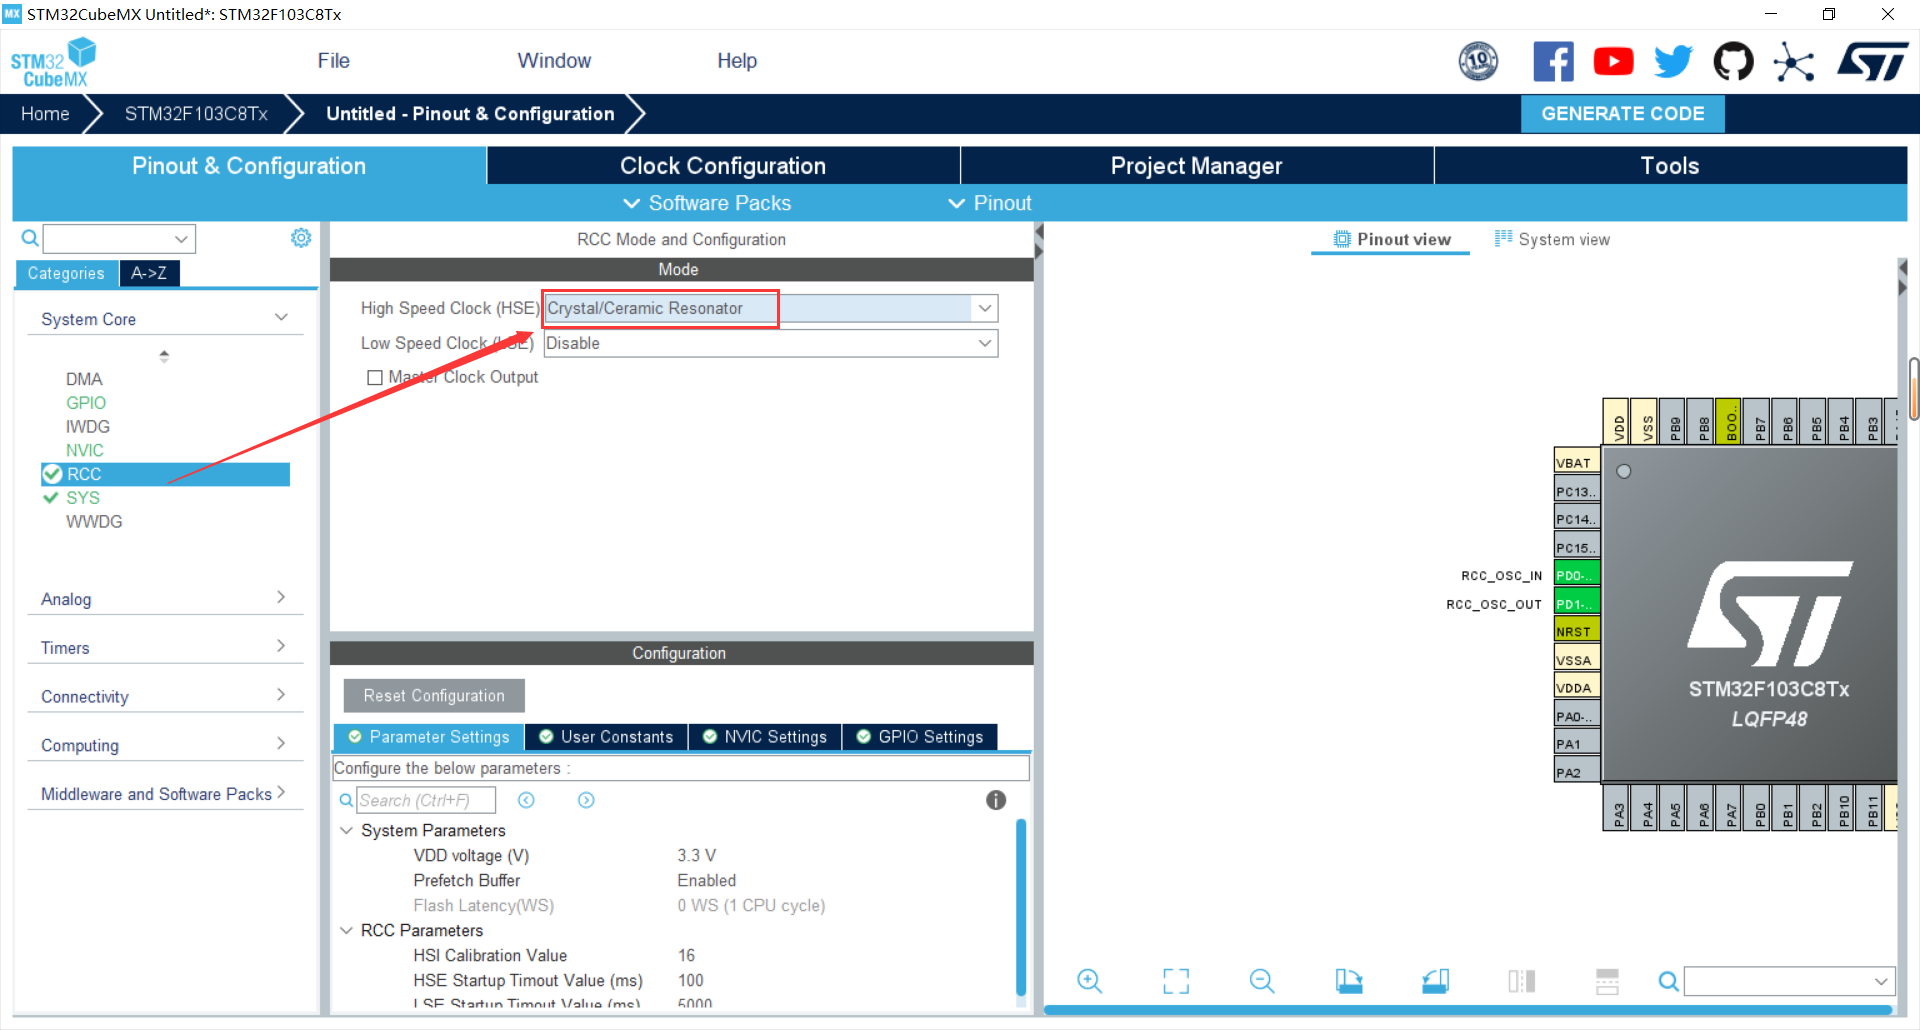 MX STM32CubeMX Untitled*: STM32F103C8Tx
STM32
CubeMX
File
Window
Help
10
Home
STM32F103C8Tx
Untitled - Pinout & Configuration
GENERATE CODE
Pinout & Configuration
Clock Configuration
Project Manager
Tools
Software Packs
Pinout
Categories
A->Z
System Core
DMA
GPIO
IWDG
NVIC
RCC
SYS
WWDG
Analog
Timers
Connectivity
Computing
Middleware and Software Packs
RCC Mode and Configuration
Mode
High Speed Clock (HSE) Crystal/Ceramic Resonator
Low Speed Clock (LSE) Disable
Master Clock Output
Configuration
Reset Configuration
Parameter Settings
User Constants
NVIC Settings
GPIO Settings
Configure the below parameters :
Search (Ctrl+F)
System Parameters
VDD voltage (V) 3.3 V
Prefetch Buffer Enabled
Flash Latency(WS) 0 WS (1 CPU cycle)
RCC Parameters
HSI Calibration Value 16
HSE Startup Timout Value (ms) 100
LSE Startup Timout Value (ms) 5000
Pinout view
System view
VDD
VSS
PB9
PB8
BOO..
PB7
PB6
PB5
PB4
PB3
VBAT
PC13..
PC14..
PC15..
RCC_OSC_IN PD0-..
RCC_OSC_OUT PD1-..
NRST
VSSA
VDDA
PA0-..
PA1
PA2
STM32F103C8Tx
LQFP48
PA3
PA4
PA5
PA6
PA7
PB0
PB1
PB2
PB10
PB11